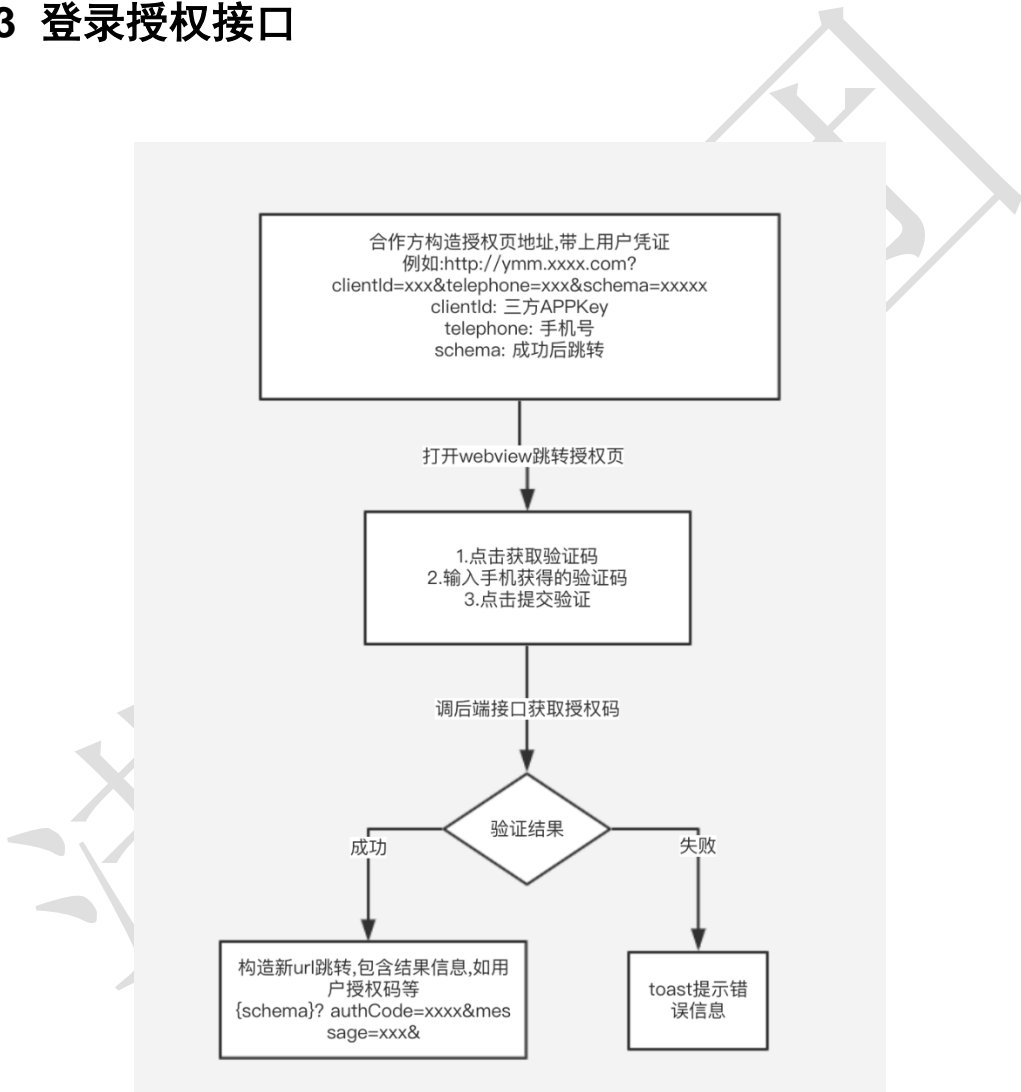 3 登录授权接口
合作方构造授权页地址,带上用户凭证
例如:http://ymm.xxxx.com?
clientId=xxx&telephone=xxx&schema=xxxxx
clientId: 三方APPKey
telephone: 手机号
schema: 成功后跳转
打开webview跳转授权页
1.点击获取验证码
2.输入手机获得的验证码
3.点击提交验证
调后端接口获取授权码
验证结果
成功
失败
构造新url跳转,包含结果信息,如用
户授权码等
{schema}? authCode=xxxx&mes
sage=xxx&
toast提示错
误信息